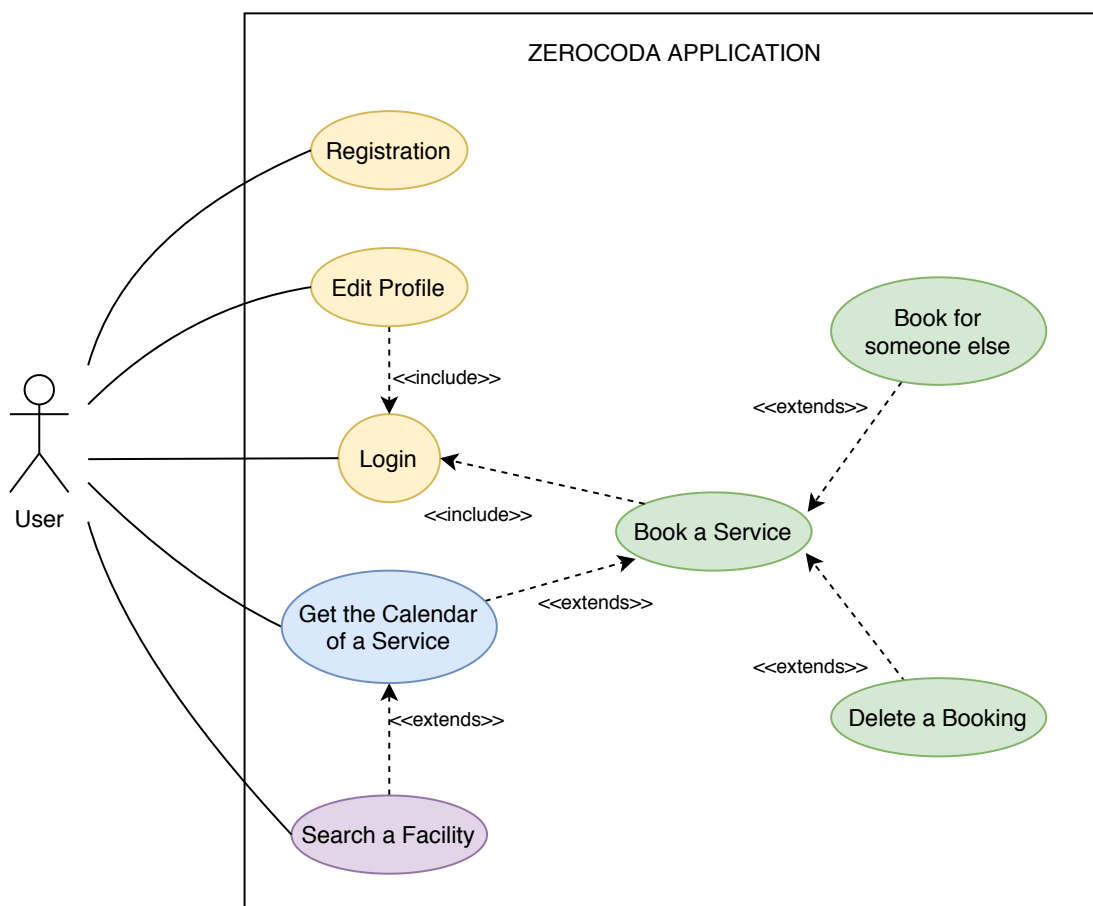 ZEROCODA APPLICATION
Registration
Edit Profile
<<include>>
Login
User
Book for
someone else
<<extends>>
<<include>>
Book a Service
Get the Calendar
of a Service
<<extends>>
<<extends>>
Delete a Booking
<<extends>>
Search a Facility